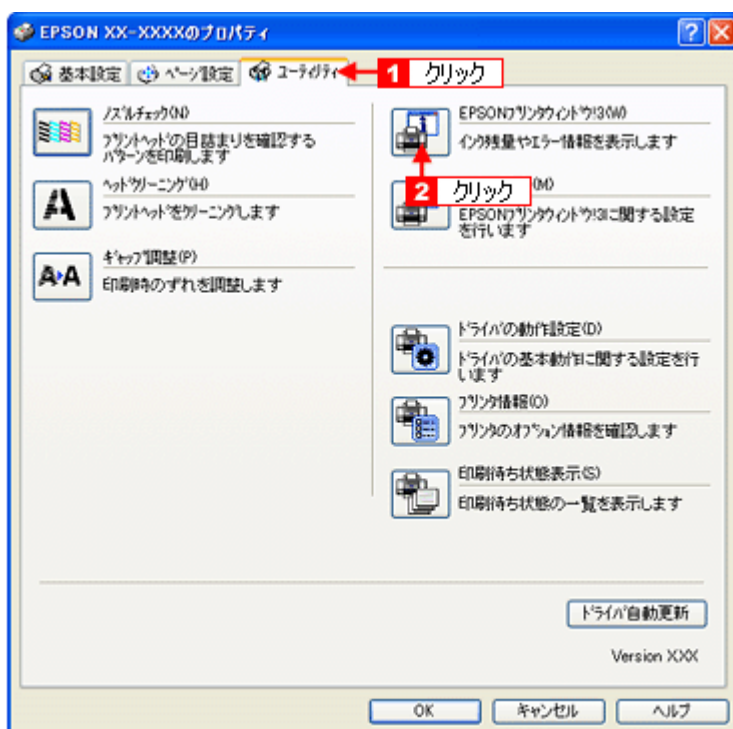 EPSON XX-XXXXのプロパティ
基本設定 ページ設定 ユーティリティ 1 クリック
ノズルチェック(N)
プリントヘッドの目詰まりを確認する
パターンを印刷します
ヘッドクリーニング(H)
プリントヘッドをクリーニングします
ギャップ調整(P)
印刷時のずれを調整します
EPSONプリンタウィンドウ!3(W)
インク残量やエラー情報を表示します
2 クリック
(M)
EPSONプリンタウィンドウ!3に関する設定
を行います
ドライバの動作設定(D)
ドライバの基本動作に関する設定を行
います
プリンタ情報(O)
プリンタのオプション情報を確認します
印刷待ち状態表示(S)
印刷待ち状態の一覧を表示します
ドライバ自動更新
Version XXX
OK キャンセル ヘルプ